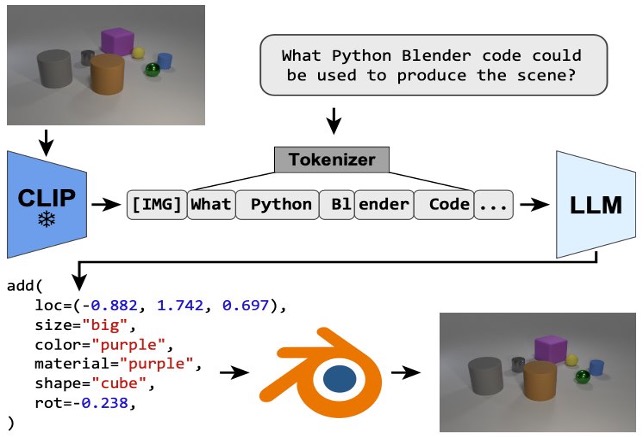 What Python Blender code could
be used to produce the scene?
Tokenizer
CLIP
[IMG] What Python Bl ender Code ...
LLM
add(
loc=(-0.882, 1.742, 0.697),
size="big",
color="purple",
material="purple",
shape="cube",
rot=-0.238,
)